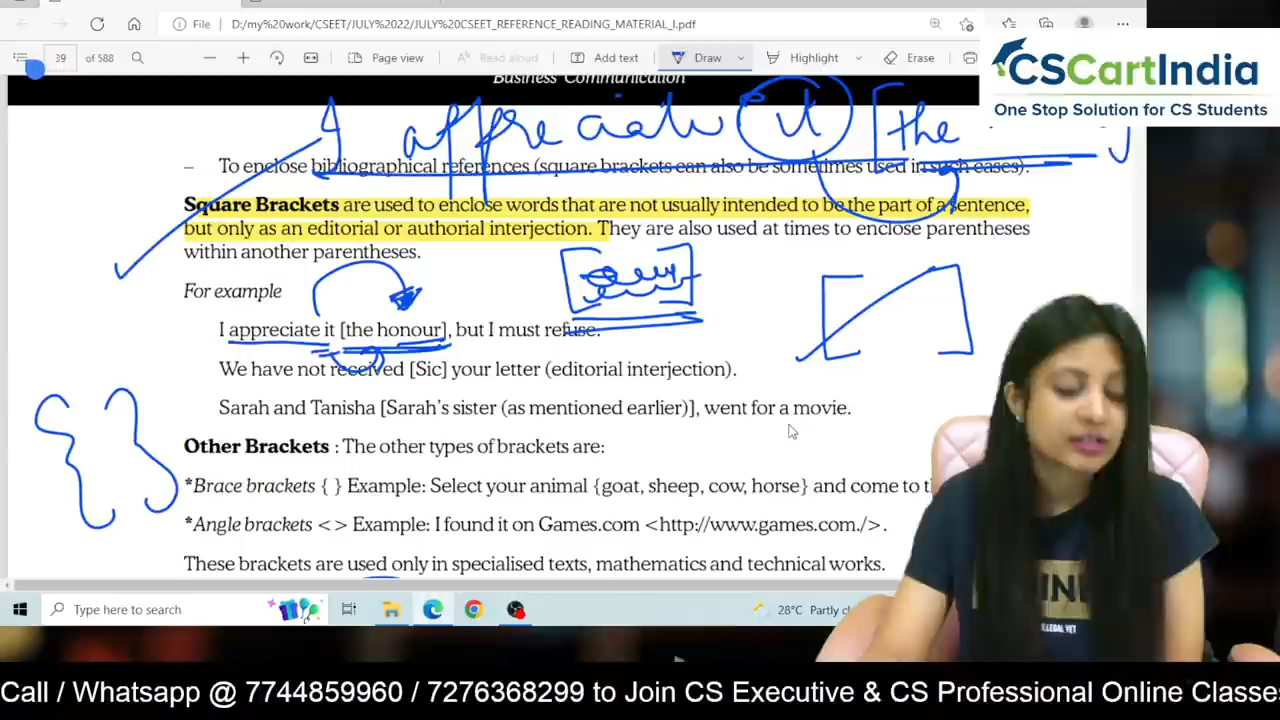 File
D:/my%20work/CSEET/JULY%2022/JULY%20CSEET_REFERENCE_READING_MATERIAL_I.pdf
39 of 588
Page view
Read aloud
Add text
Draw
Highlight
Erase
CSCartIndia
One Stop Solution for CS Students
Business Communication
I appreciate it [the
– To enclose bibliographical references (square brackets can also be sometimes used in such cases).
Square Brackets are used to enclose words that are not usually intended to be the part of a sentence,
but only as an editorial or authorial interjection. They are also used at times to enclose parentheses
within another parentheses.
For example
I appreciate it [the honour], but I must refuse.
We have not received [Sic] your letter (editorial interjection).
Sarah and Tanisha [Sarah's sister (as mentioned earlier)], went for a movie.
Other Brackets : The other types of brackets are:
*Brace brackets { } Example: Select your animal {goat, sheep, cow, horse} and come to
*Angle brackets < > Example: I found it on Games.com <http://www.games.com./>.
These brackets are used only in specialised texts, mathematics and technical works.
Type here to search
28°C Partly
Call / Whatsapp @ 7744859960 / 7276368299 to Join CS Executive & CS Professional Online Classes